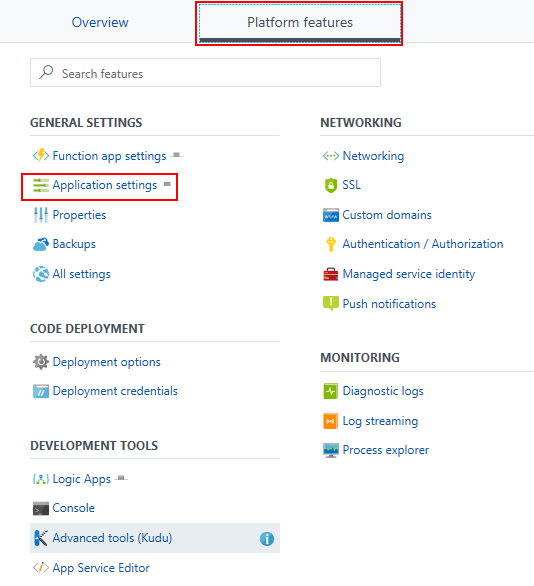 Overview
Platform features
Search features
GENERAL SETTINGS
Function app settings
Application settings
Properties
Backups
All settings
CODE DEPLOYMENT
Deployment options
Deployment credentials
DEVELOPMENT TOOLS
Logic Apps
Console
Advanced tools (Kudu)
App Service Editor
NETWORKING
Networking
SSL
Custom domains
Authentication / Authorization
Managed service identity
Push notifications
MONITORING
Diagnostic logs
Log streaming
Process explorer